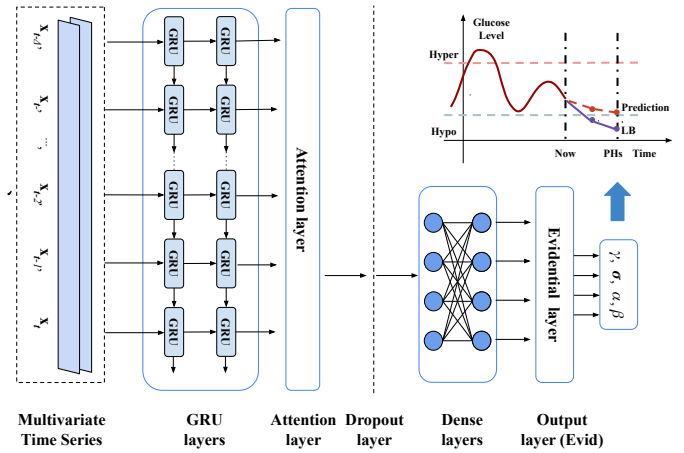 X_{t-N},
X_{t-3},
...,
X_{t-2},
X_{t-1},
X_t
GRU GRU
GRU GRU
GRU GRU
GRU GRU
GRU GRU
Attention layer
Glucose
Level
Hyper
Hypo
Prediction
LB
Now PHs Time
Evidential layer
γ, σ, α, β
Multivariate
Time Series
GRU
layers
Attention
layer
Dropout
layer
Dense
layers
Output
layer (Evid)